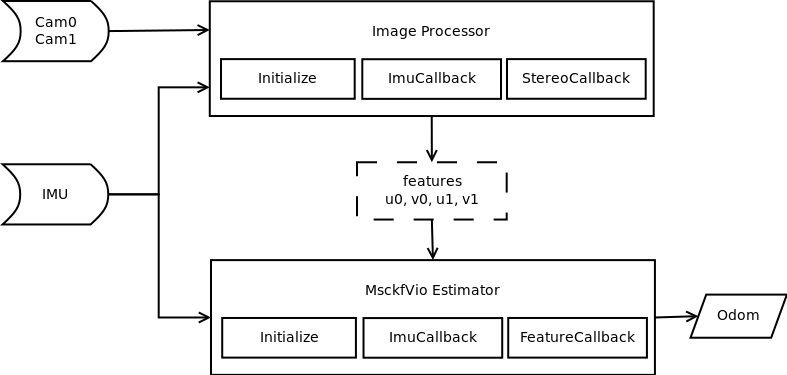 Cam0
Cam1
Image Processor
Initialize
ImuCallback
StereoCallback
IMU
features
u0, v0, u1, v1
MsckfVio Estimator
Initialize
ImuCallback
FeatureCallback
Odom